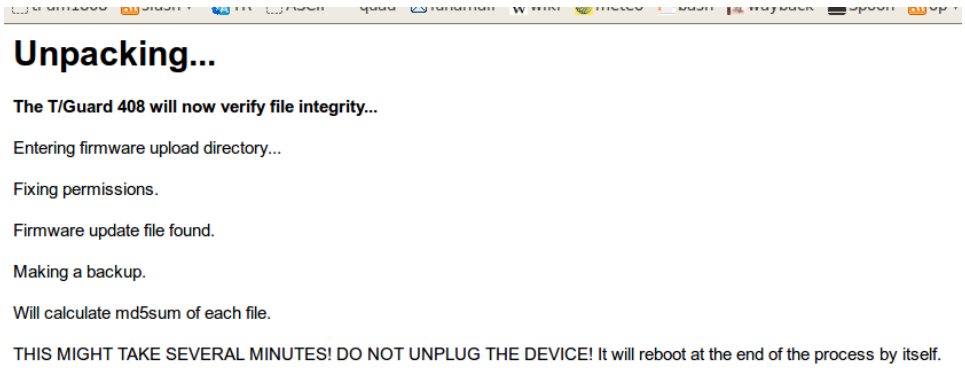 Unpacking...
The T/Guard 408 will now verify file integrity...
Entering firmware upload directory...
Fixing permissions.
Firmware update file found.
Making a backup.
Will calculate md5sum of each file.
THIS MIGHT TAKE SEVERAL MINUTES! DO NOT UNPLUG THE DEVICE! It will reboot at the end of the process by itself.